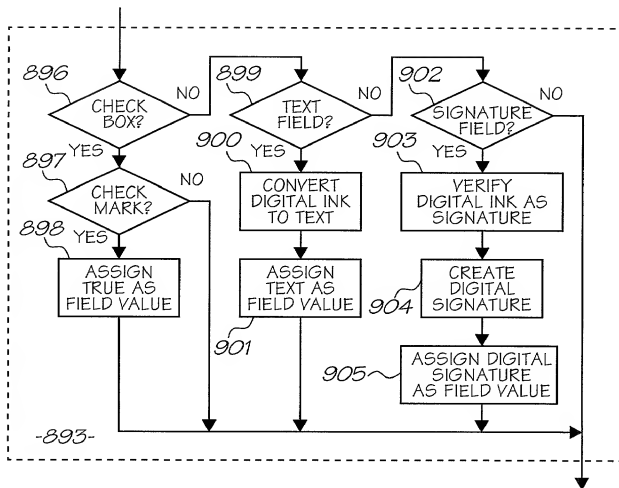 896
CHECK
BOX?
NO
YES
897
CHECK
MARK?
NO
YES
898
ASSIGN
TRUE AS
FIELD VALUE
899
TEXT
FIELD?
NO
YES
900
CONVERT
DIGITAL INK
TO TEXT
ASSIGN
TEXT AS
FIELD VALUE
901
902
SIGNATURE
FIELD?
NO
YES
903
VERIFY
DIGITAL INK AS
SIGNATURE
CREATE
DIGITAL
SIGNATURE
904
905
ASSIGN DIGITAL
SIGNATURE
AS FIELD VALUE
-893-